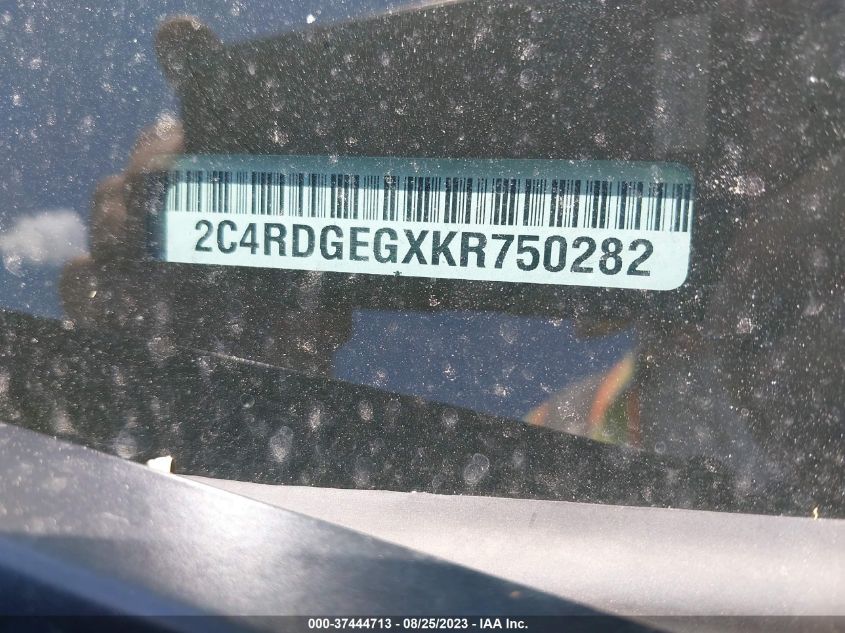 2C4RDGEGXKR750282
*
000-37444713 - 08/25/2023 - IAA Inc.